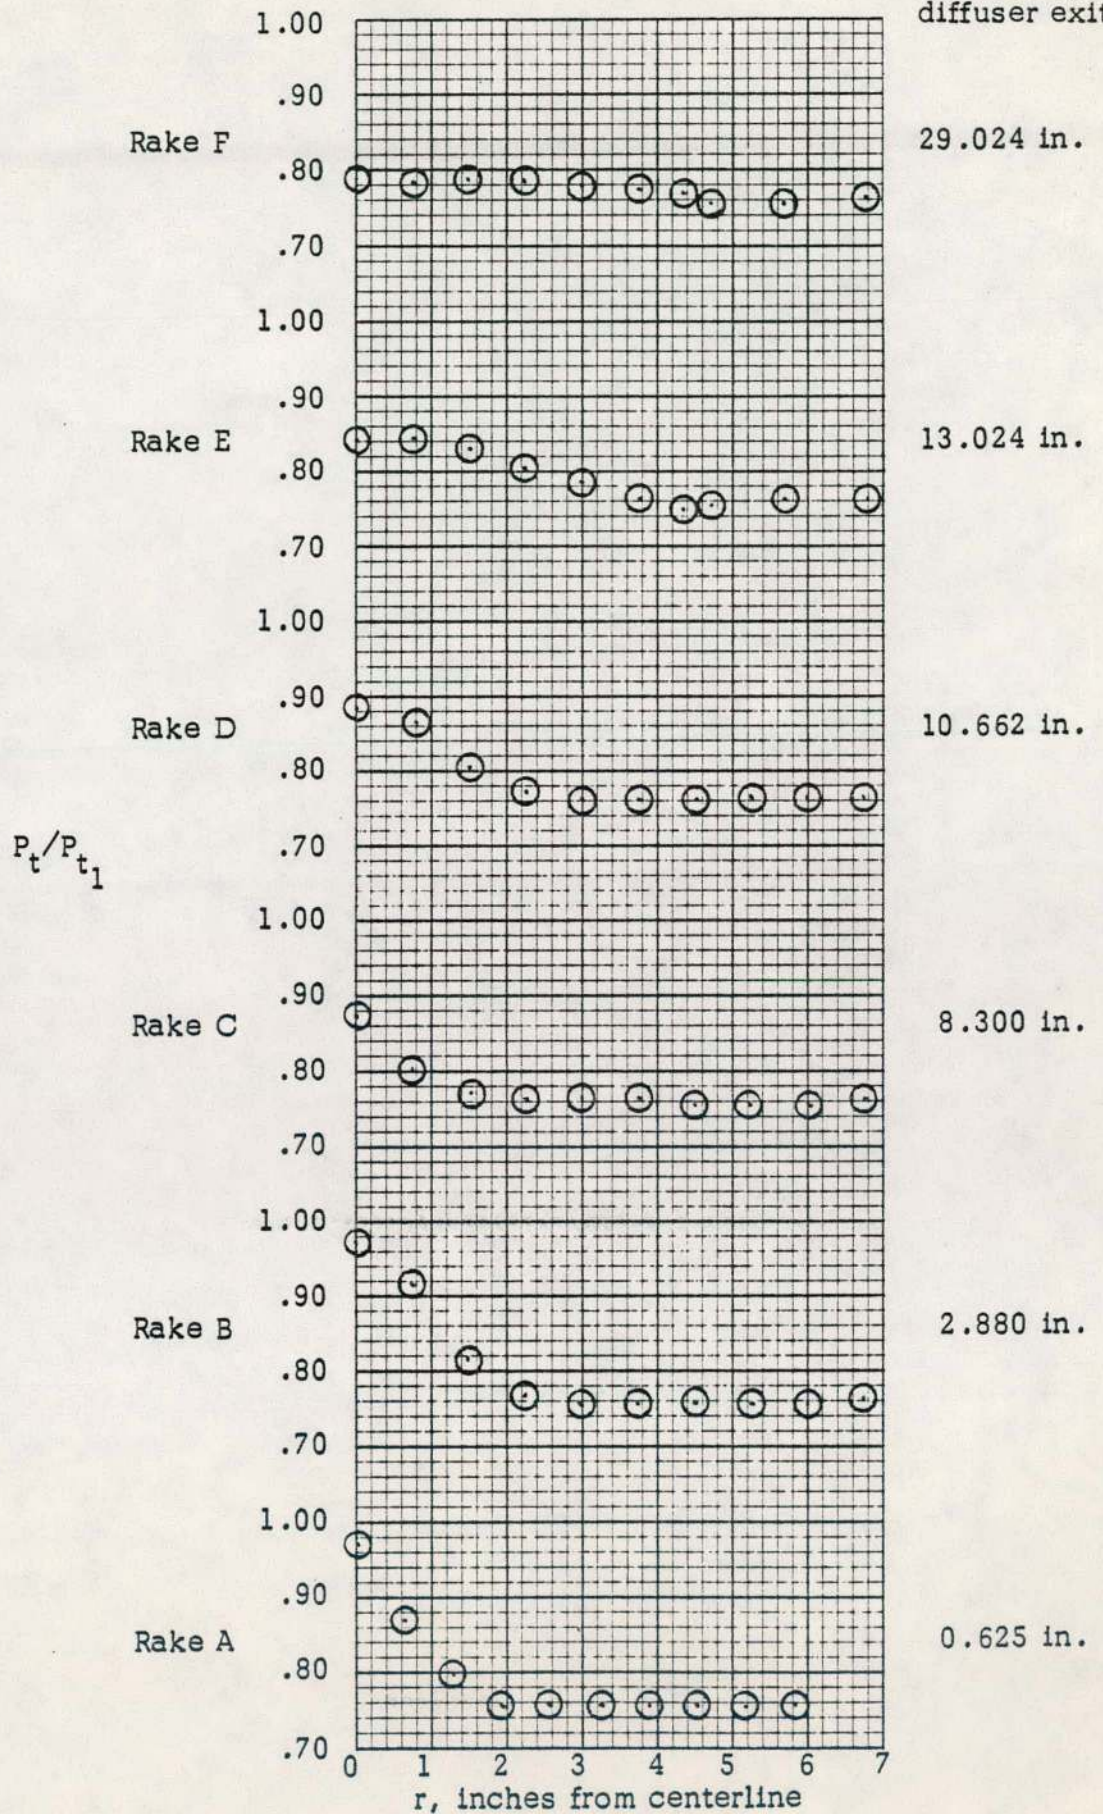 diffuser exit
1.00
.90
Rake F
29.024 in.
.80
.70
1.00
.90
Rake E
13.024 in.
.80
.70
1.00
.90
Rake D
10.662 in.
.80
.70
Pt/Pt1
1.00
.90
Rake C
8.300 in.
.80
.70
1.00
.90
Rake B
2.880 in.
.80
.70
1.00
.90
Rake A
0.625 in.
.80
.70
0 1 2 3 4 5 6 7
r, inches from centerline